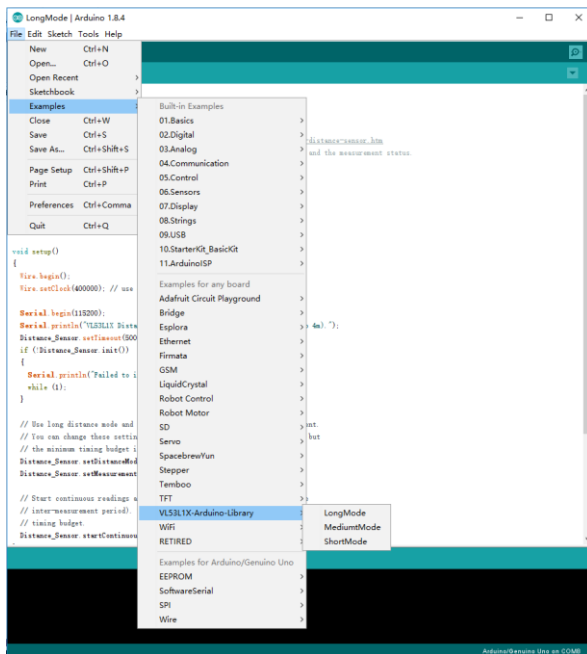 LongMode | Arduino 1.8.4
File Edit Sketch Tools Help
New Ctrl+N
Open... Ctrl+O
Open Recent
Sketchbook
Examples
Close Ctrl+W
Save Ctrl+S
Save As... Ctrl+Shift+S
Page Setup Ctrl+Shift+P
Print Ctrl+P
Preferences Ctrl+Comma
Quit Ctrl+Q
Built-in Examples
01.Basics
02.Digital
03.Analog
04.Communication
05.Control
06.Sensors
07.Display
08.Strings
09.USB
10.StarterKit_BasicKit
11.ArduinoISP
Examples for any board
Adafruit Circuit Playground
Bridge
Esplora
Ethernet
Firmata
GSM
LiquidCrystal
Robot Control
Robot Motor
SD
Servo
SpacebrewYun
Stepper
Temboo
TFT
VL53L1X-Arduino-Library
WiFi
RETIRED
Examples for Arduino/Genuino Uno
EEPROM
SoftwareSerial
SPI
Wire
LongMode
MediumtMode
ShortMode
-distance-sensor.htm
and the measurement status.
void setup()
{
Wire.begin();
Wire.setClock(400000); // use
Serial.begin(115200);
Serial.println("VL53L1X Dista
4m).");
Distance_Sensor.setTimeout(500
if (!Distance_Sensor.init())
{
Serial.println("Failed to i
while (1);
}
// Use long distance mode and
// You can change these settin
but
// the minimum timing budget i
Distance_Sensor.setDistanceMod
Distance_Sensor.setMeasurement
// Start continuous readings a
// inter-measurement period).
// timing budget.
Distance_Sensor.startContinuou
Arduino/Genuino Uno on COM8